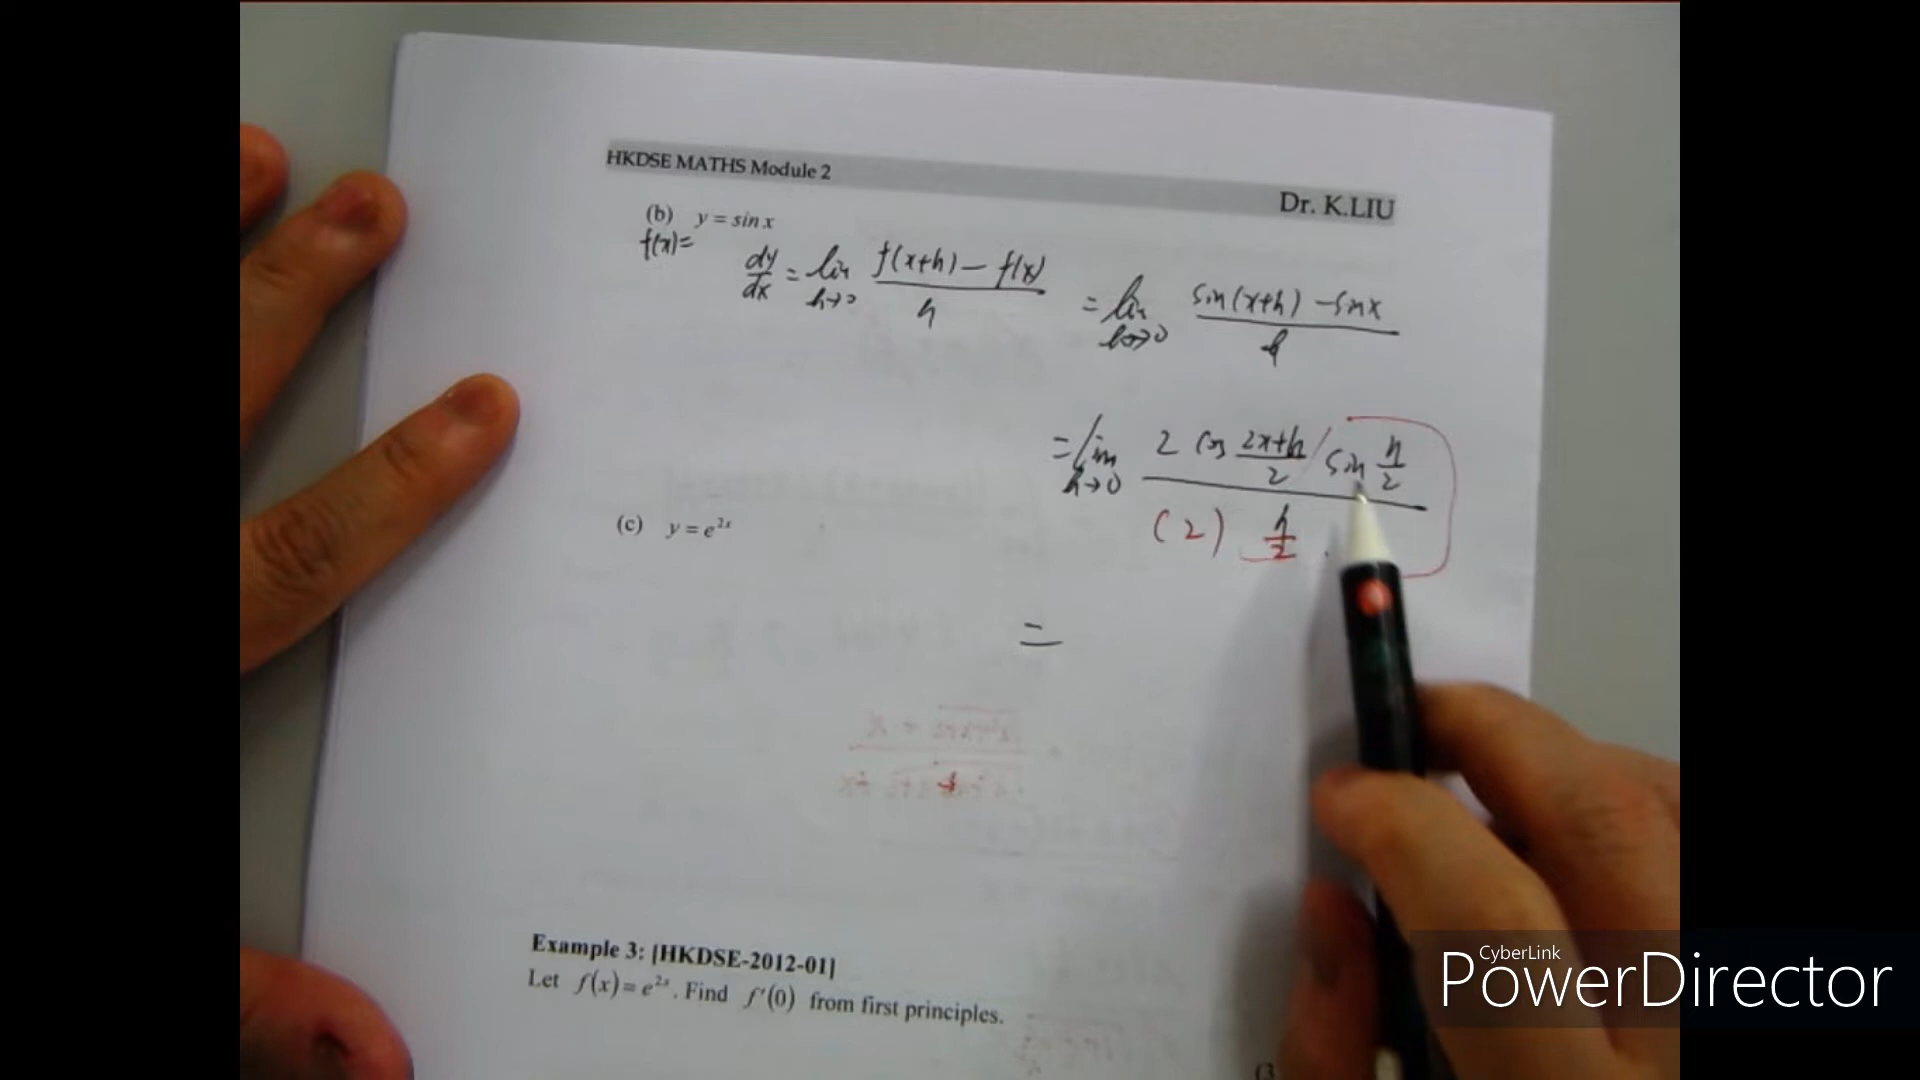 HKDSE MATHS Module 2
Dr. K.LIU
(b) y = sin x
f(x)=
dy/dx = lim h→0 (f(x+h) − f(x))/h = lim h→0 (sin(x+h) − sin x)/h
= lim h→0 (2 cos (2x+h)/2 sin h/2)/((2) h/2)
(c) y = e^{2x}
=
Example 3: [HKDSE-2012-01]
Let f(x) = e^{2x}. Find f'(0) from first principles.
(3
CyberLink
PowerDirector